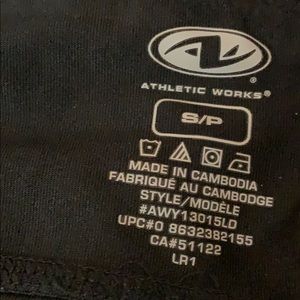 ATHLETIC WORKS®
S/P
MADE IN CAMBODIA
FABRIQUÉ AU CAMBODGE
STYLE/MODÈLE
#AWY13015LD
UPC#0 8632382155
CA#51122
LR1